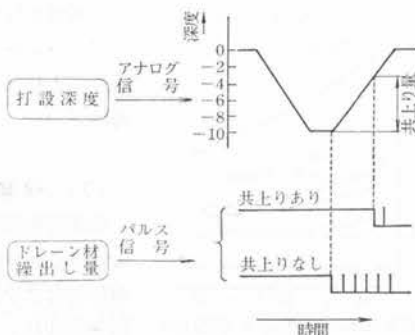 深度
0
−2
−4
−6
−8
−10
打設深度
アナログ
信号
共上り量
共上りあり
ドレーン材
繰出し量
パルス
信号
共上りなし
時間